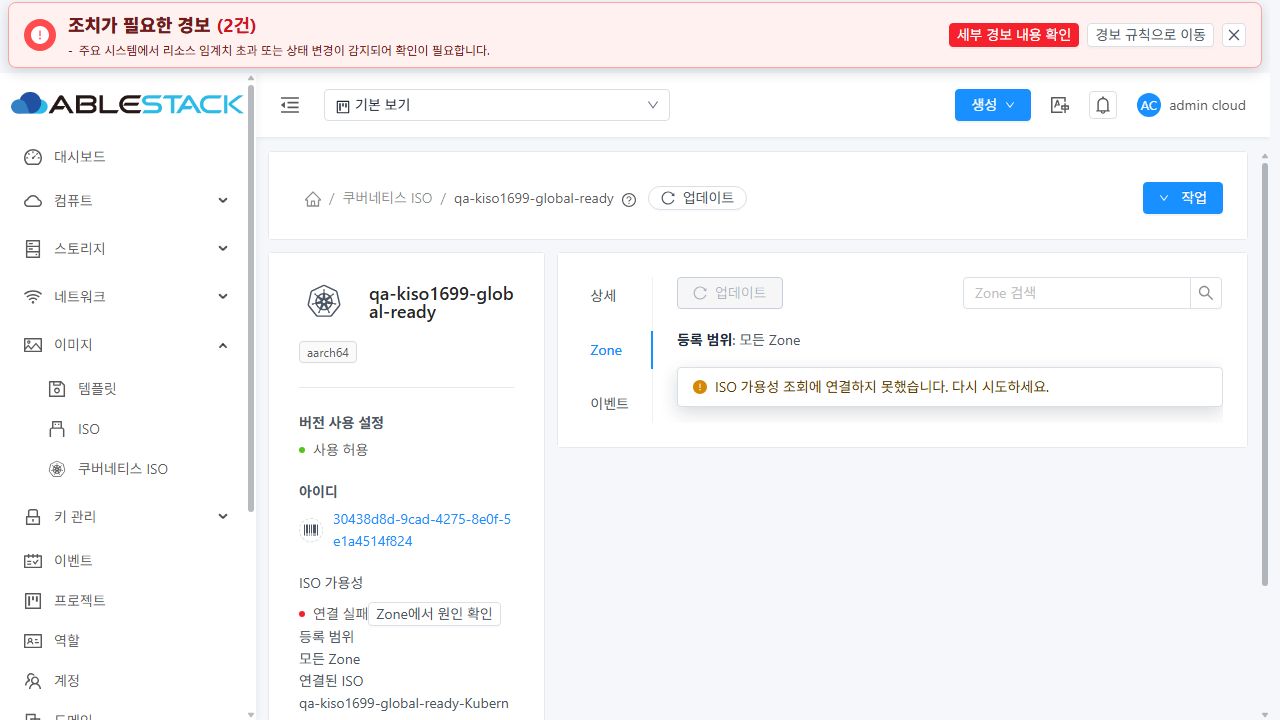 조치가 필요한 경보 (2건)
- 주요 시스템에서 리소스 임계치 초과 또는 상태 변경이 감지되어 확인이 필요합니다.
세부 경보 내용 확인
경보 규칙으로 이동
ABLESTACK
기본 보기
생성
AC admin cloud
대시보드
컴퓨트
스토리지
네트워크
이미지
템플릿
ISO
쿠버네티스 ISO
키 관리
이벤트
프로젝트
역할
계정
도메인
/ 쿠버네티스 ISO / qa-kiso1699-global-ready
업데이트
작업
qa-kiso1699-glob
al-ready
aarch64
버전 사용 설정
사용 허용
아이디
30438d8d-9cad-4275-8e0f-5
e1a4514f824
ISO 가용성
연결 실패 Zone에서 원인 확인
등록 범위
모든 Zone
연결된 ISO
qa-kiso1699-global-ready-Kubern
상세
Zone
이벤트
업데이트
Zone 검색
등록 범위: 모든 Zone
ISO 가용성 조회에 연결하지 못했습니다. 다시 시도하세요.